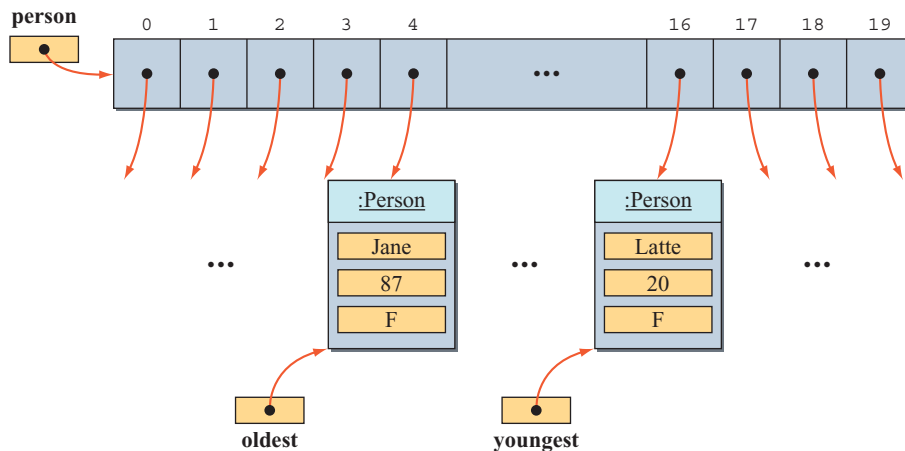 person
0 1 2 3 4 16 17 18 19
...
:Person :Person
... Jane ... Latte ...
87 20
F F
oldest youngest